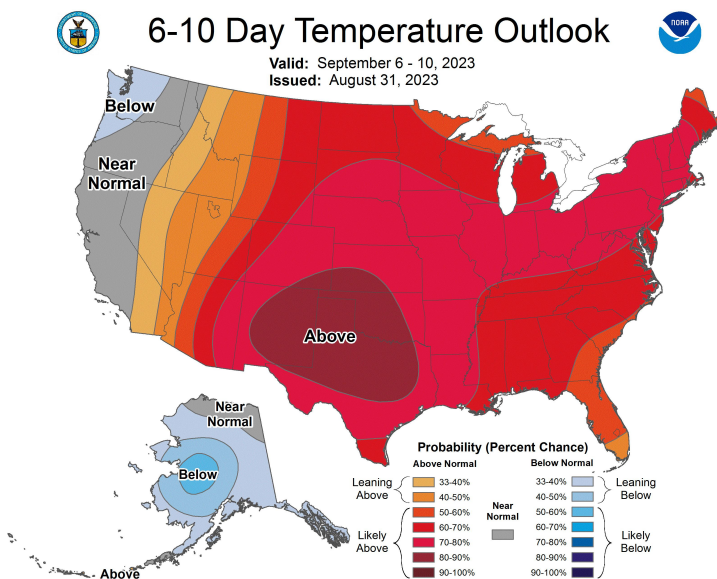 6-10 Day Temperature Outlook
NOAA
Valid: September 6 - 10, 2023
Issued: August 31, 2023
Below
Near
Normal
Above
Near
Normal
Below
Above
Probability (Percent Chance)
Above Normal Below Normal
Leaning
Above
33-40%
40-50%
Likely
Above
50-60%
60-70%
70-80%
80-90%
90-100%
Near
Normal
33-40%
40-50%
Leaning
Below
50-60%
60-70%
70-80%
80-90%
90-100%
Likely
Below